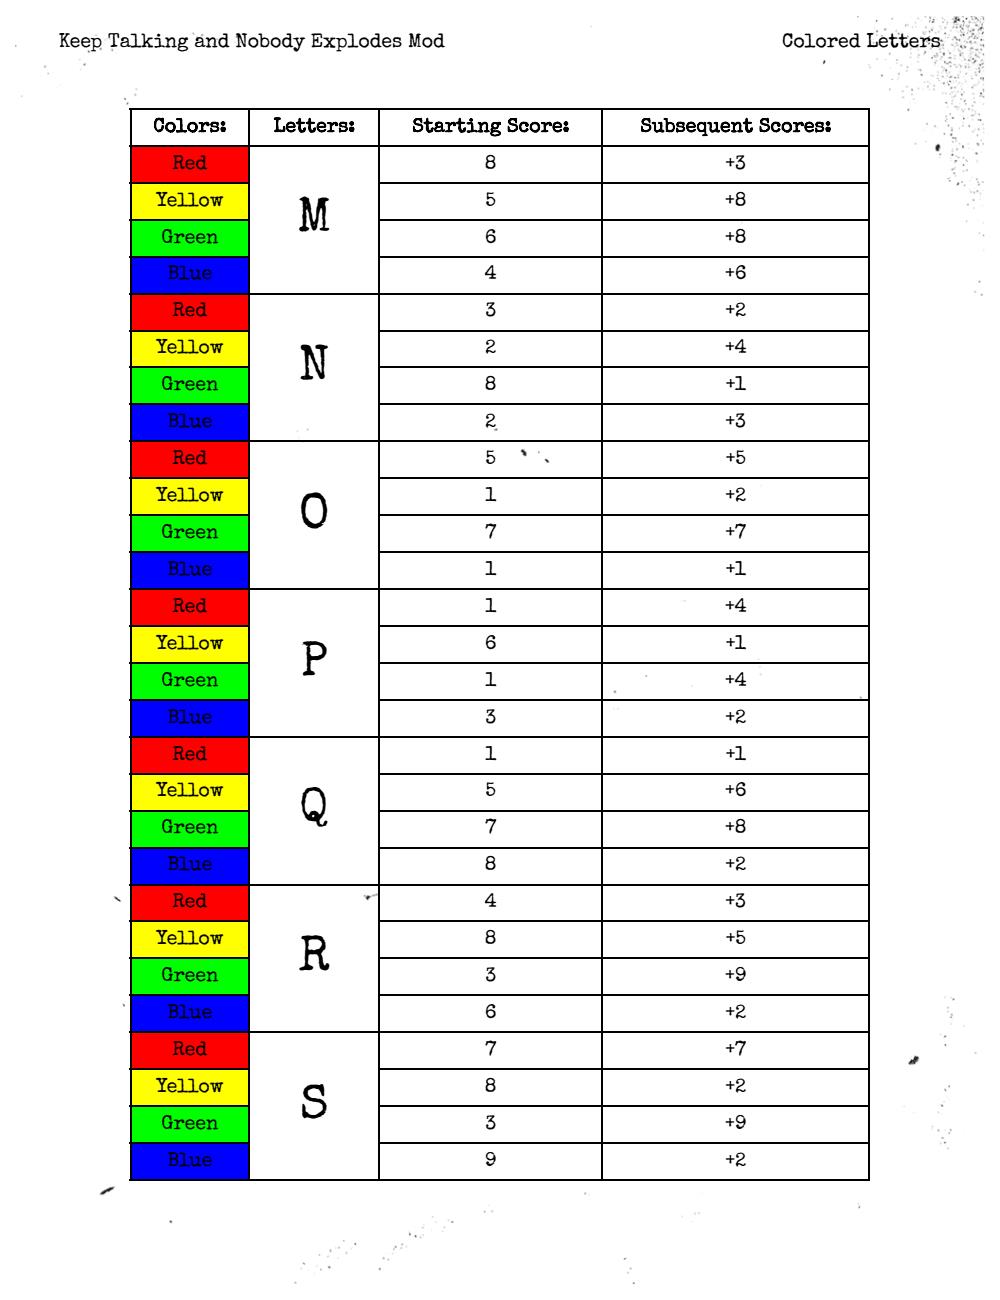 Keep Talking and Nobody Explodes Mod Colored Letters
Colors: Letters: Starting Score: Subsequent Scores:
Red M 8 +3
Yellow 5 +8
Green 6 +8
Blue 4 +6
Red N 3 +2
Yellow 2 +4
Green 8 +1
Blue 2 +3
Red O 5 +5
Yellow 1 +2
Green 7 +7
Blue 1 +1
Red P 1 +4
Yellow 6 +1
Green 1 +4
Blue 3 +2
Red Q 1 +1
Yellow 5 +6
Green 7 +8
Blue 8 +2
Red R 4 +3
Yellow 8 +5
Green 3 +9
Blue 6 +2
Red S 7 +7
Yellow 8 +2
Green 3 +9
Blue 9 +2